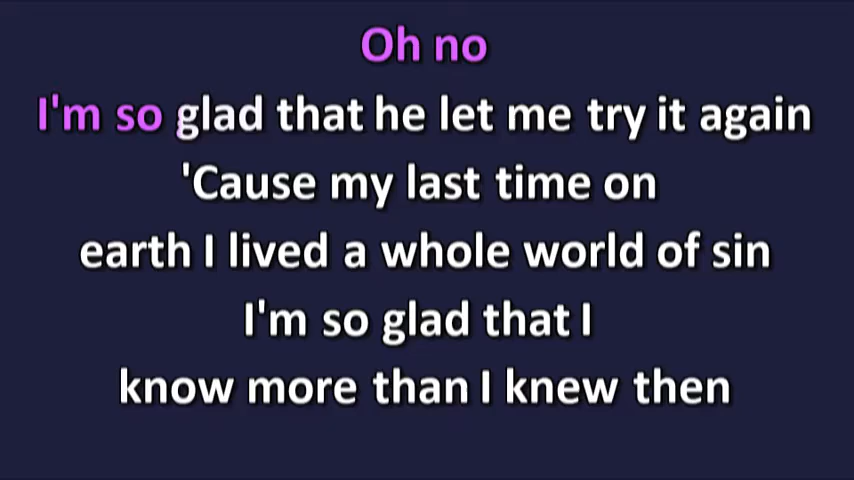 Oh no
I'm so glad that he let me try it again
'Cause my last time on
earth I lived a whole world of sin
I'm so glad that I
know more than I knew then